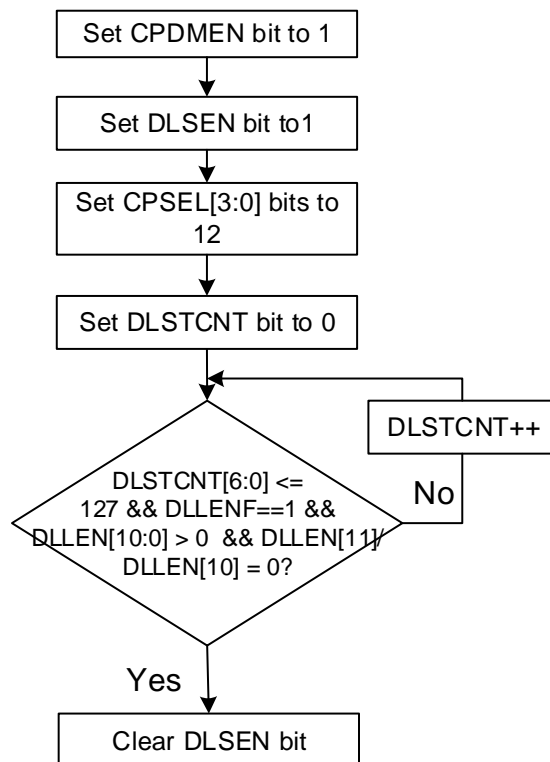 Set CPDMEN bit to 1
Set DLSEN bit to1
Set CPSEL[3:0] bits to
12
Set DLSTCNT bit to 0
DLSTCNT++
DLSTCNT[6:0] <=
127 && DLLENF==1 &&
DLLEN[10:0] > 0 && DLLEN[11]/
DLLEN[10] = 0?
No
Yes
Clear DLSEN bit